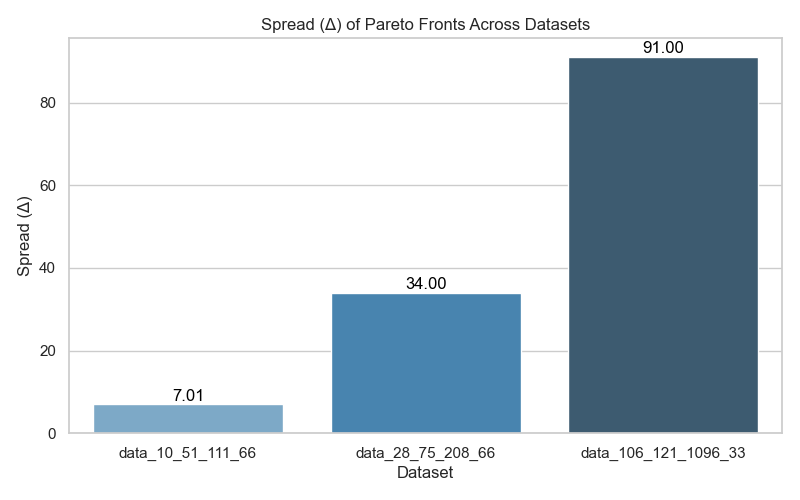 Spread (Δ) of Pareto Fronts Across Datasets
91.00
80
60
40
20
0
Spread (Δ)
34.00
7.01
data_10_51_111_66
data_28_75_208_66
data_106_121_1096_33
Dataset